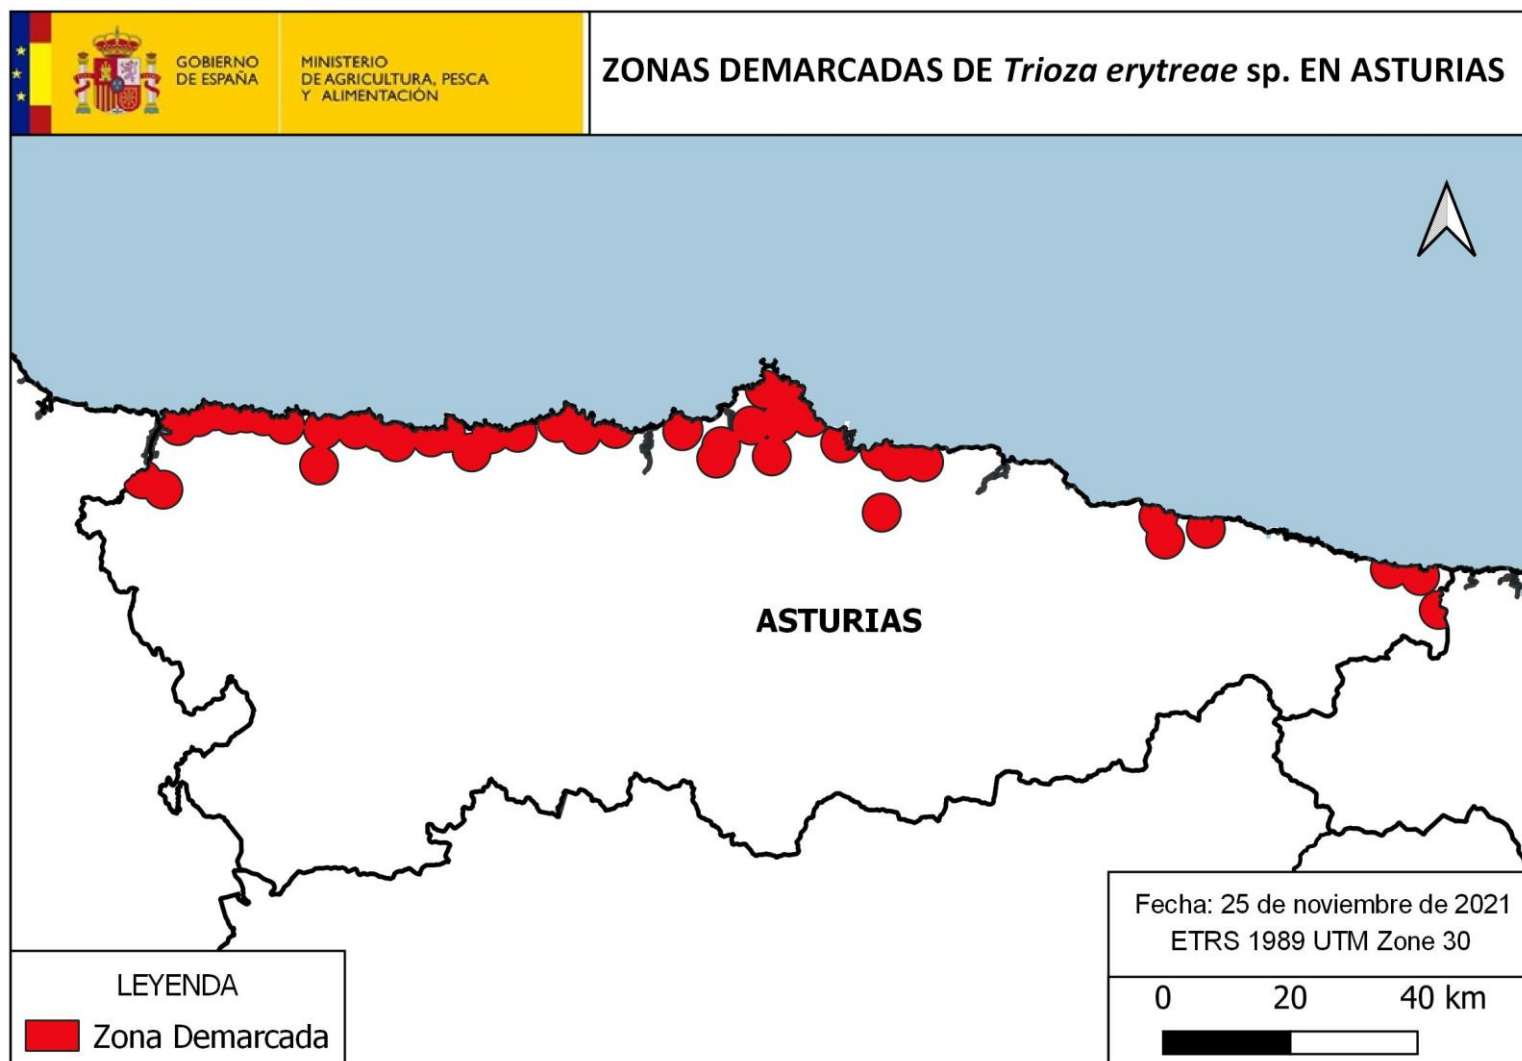 GOBIERNO
DE ESPAÑA
MINISTERIO
DE AGRICULTURA, PESCA
Y ALIMENTACIÓN
ZONAS DEMARCADAS DE Trioza erytreae sp. EN ASTURIAS
ASTURIAS
Fecha: 25 de noviembre de 2021
ETRS 1989 UTM Zone 30
0 20 40 km
LEYENDA
Zona Demarcada